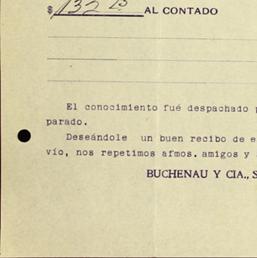 $ 132 25 AL CONTADO
El conocimiento fué despachado
parado.
Deseándole un buen recibo de
vío, nos repetimos afmos. amigos y
BUCHENAU Y CIA., S